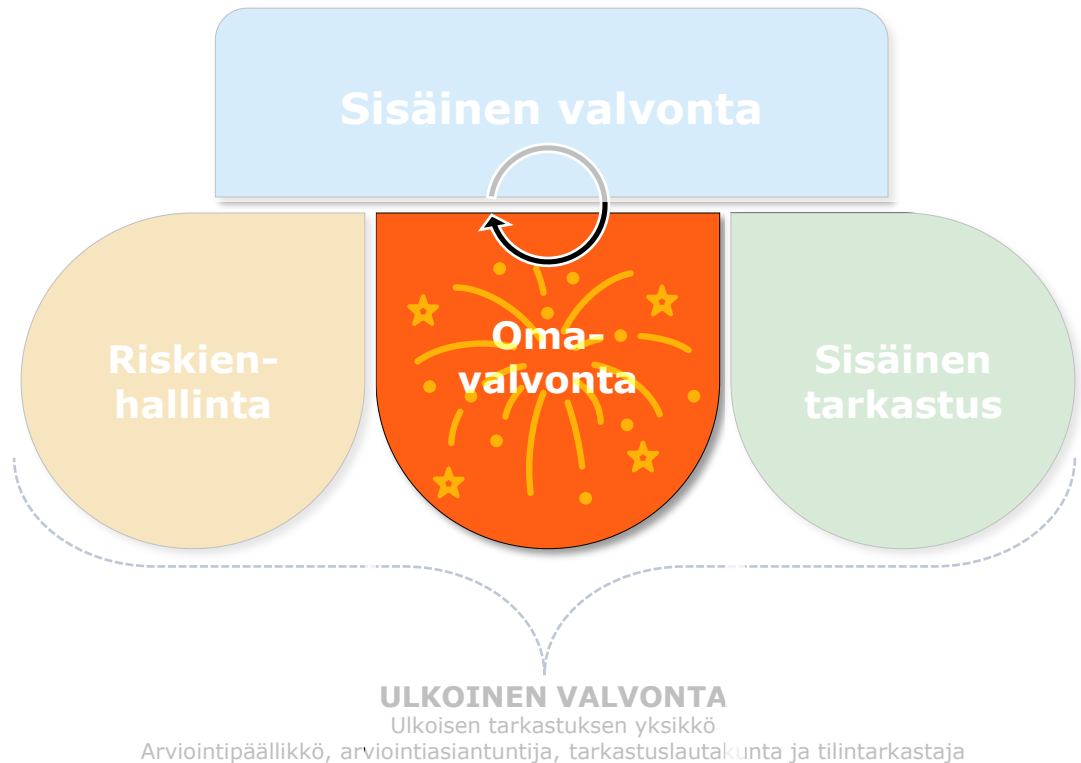 Sisäinen valvonta
Riskien-
hallinta
Oma-
valvonta
Sisäinen
tarkastus
ULKOINEN VALVONTA
Ulkoisen tarkastuksen yksikkö
Arviointipäällikkö, arviointiasiantuntija, tarkastuslautakunta ja tilintarkastaja